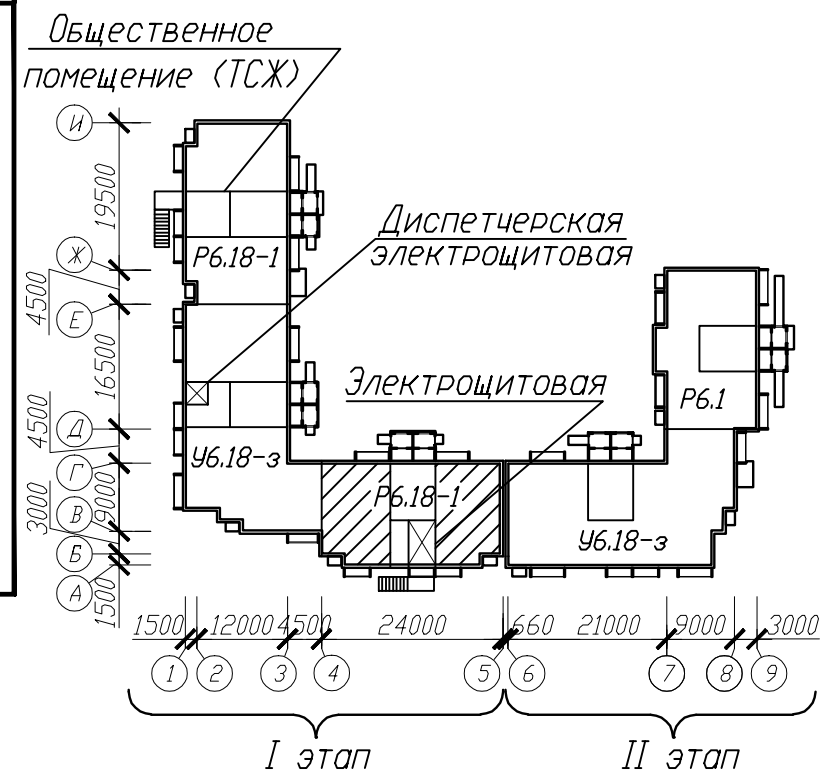 Общественное
помещение (ТСЖ)
И
19500
Диспетчерская
электрощитовая
Р6.18-1
Ж
4500
Е
16500
Электрощитовая
Р6.1
Д
4500
У6.18-з
Г
Р6.18-1
9000
В
3000
У6.18-з
Б
А
1500
1500 12000 4500 24000 660 21000 9000 3000
1 2 3 4 5 6 7 8 9
I этап II этап